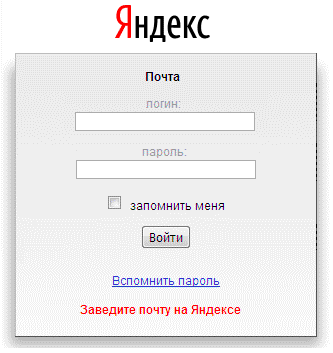 Яндекс
Почта
логин:
пароль:
запомнить меня
Войти
Вспомнить пароль
Заведите почту на Яндексе